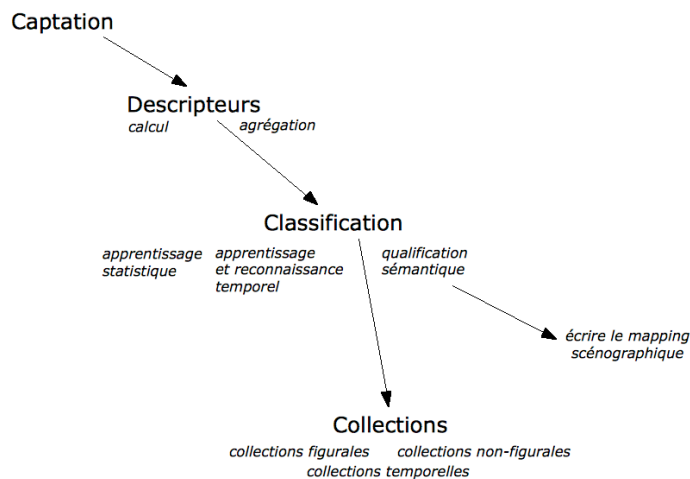 Captation
Descripteurs
calcul
agrégation
Classification
apprentissage
statistique
apprentissage
et reconnaissance
temporel
qualification
sémantique
écrire le mapping
scénographique
Collections
collections figurales
collections non-figurales
collections temporelles